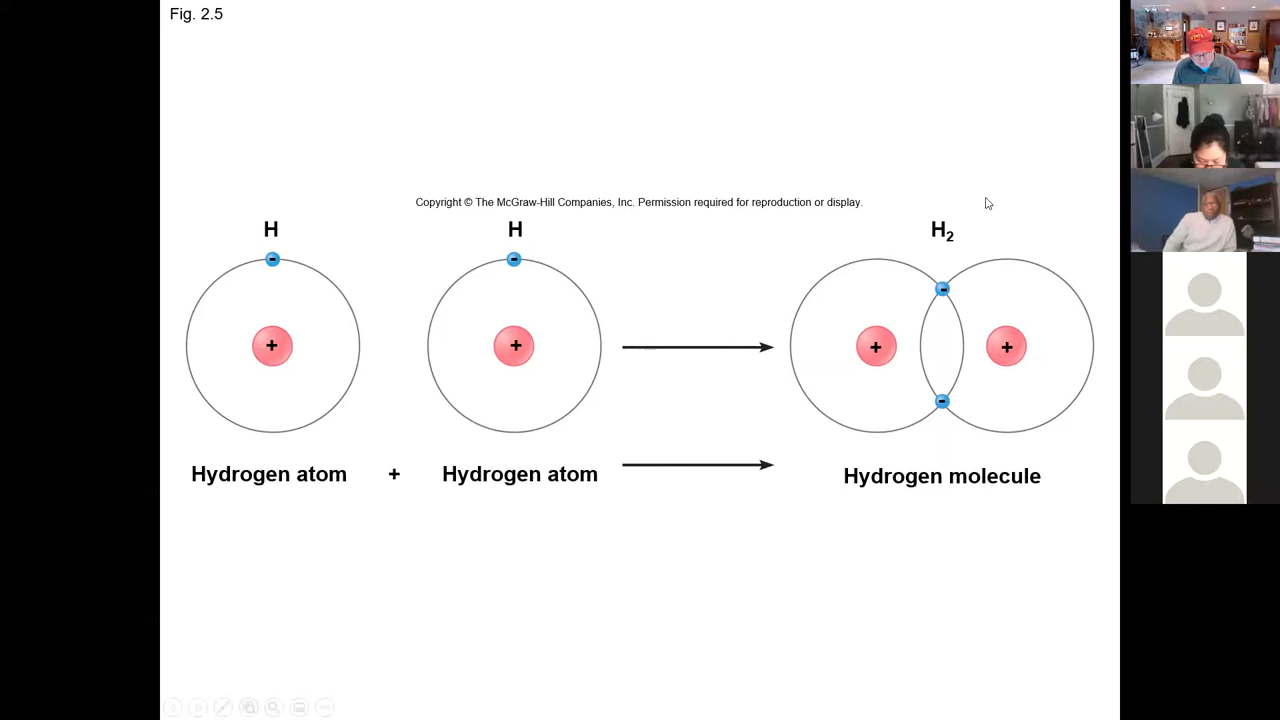 Fig. 2.5
Copyright © The McGraw-Hill Companies, Inc. Permission required for reproduction or display.
H H H₂
- - -
+ + + +
-
Hydrogen atom + Hydrogen atom Hydrogen molecule